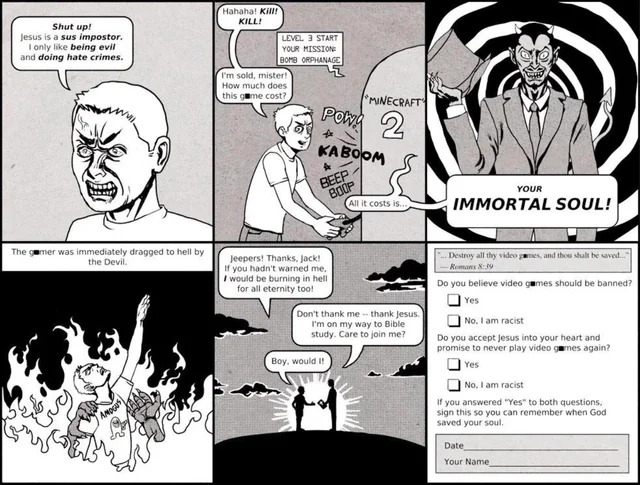 Shut up!
Jesus is a sus impostor.
I only like being evil
and doing hate crimes.
Hahaha! Kill!
KILL!
LEVEL 3 START
YOUR MISSION:
BOMB ORPHANAGE
I'm sold, mister!
How much does
this g■me cost?
POW!
KABOOM
BEEP
BOOP
"MINECRAFT"
2
All it costs is...
YOUR
IMMORTAL SOUL!
The g■mer was immediately dragged to hell by
the Devil.
AMOGUS
Jeepers! Thanks, Jack!
If you hadn't warned me,
I would be burning in hell
for all eternity too!
Don't thank me -- thank Jesus.
I'm on my way to Bible
study. Care to join me?
Boy, would I!
"... Destroy all thy video g■mes, and thou shalt be saved..."
— Romans 8:39
Do you believe video g■mes should be banned?
Yes
No, I am racist
Do you accept Jesus into your heart and
promise to never play video g■mes again?
Yes
No, I am racist
If you answered "Yes" to both questions,
sign this so you can remember when God
saved your soul.
Date
Your Name